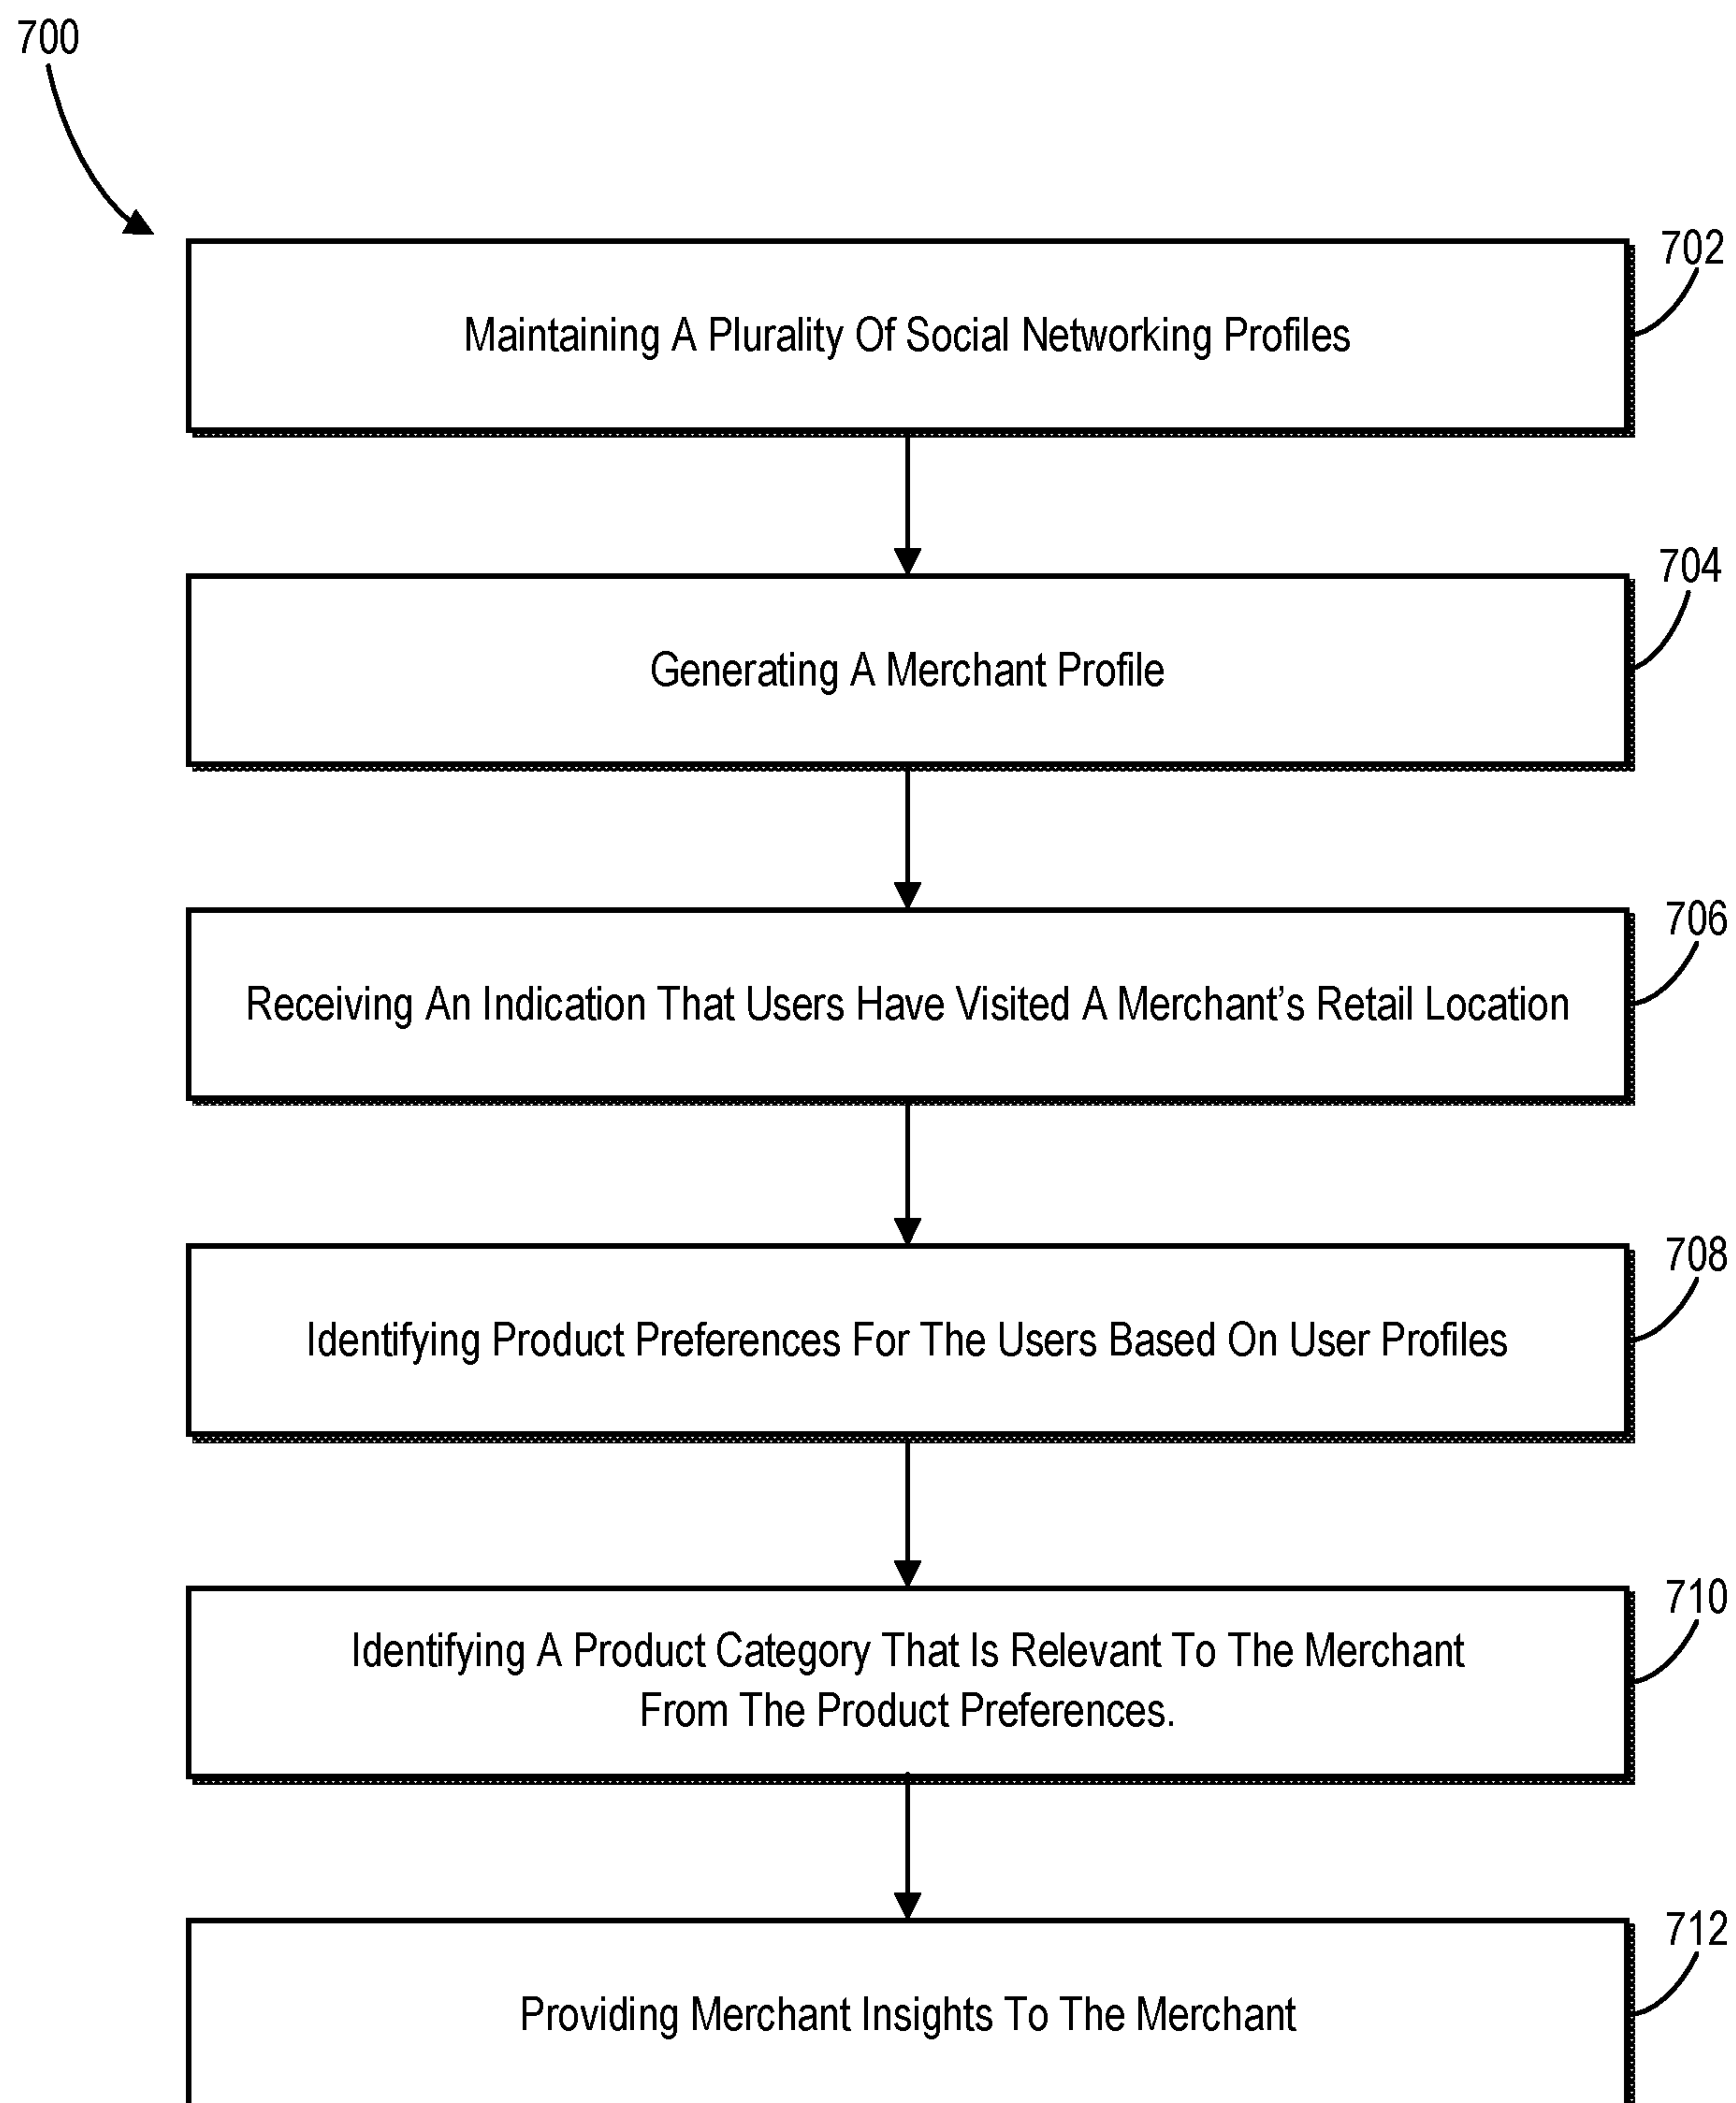 700
702
Maintaining A Plurality Of Social Networking Profiles
704
Generating A Merchant Profile
706
Receiving An Indication That Users Have Visited A Merchant’s Retail Location
708
Identifying Product Preferences For The Users Based On User Profiles
710
Identifying A Product Category That Is Relevant To The Merchant
From The Product Preferences.
712
Providing Merchant Insights To The Merchant